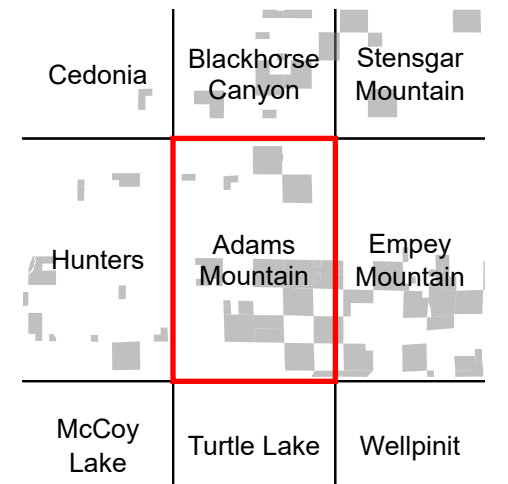 Cedonia
Blackhorse
Canyon
Stensgar
Mountain
Hunters
Adams
Mountain
Empey
Mountain
McCoy
Lake
Turtle Lake
Wellpinit